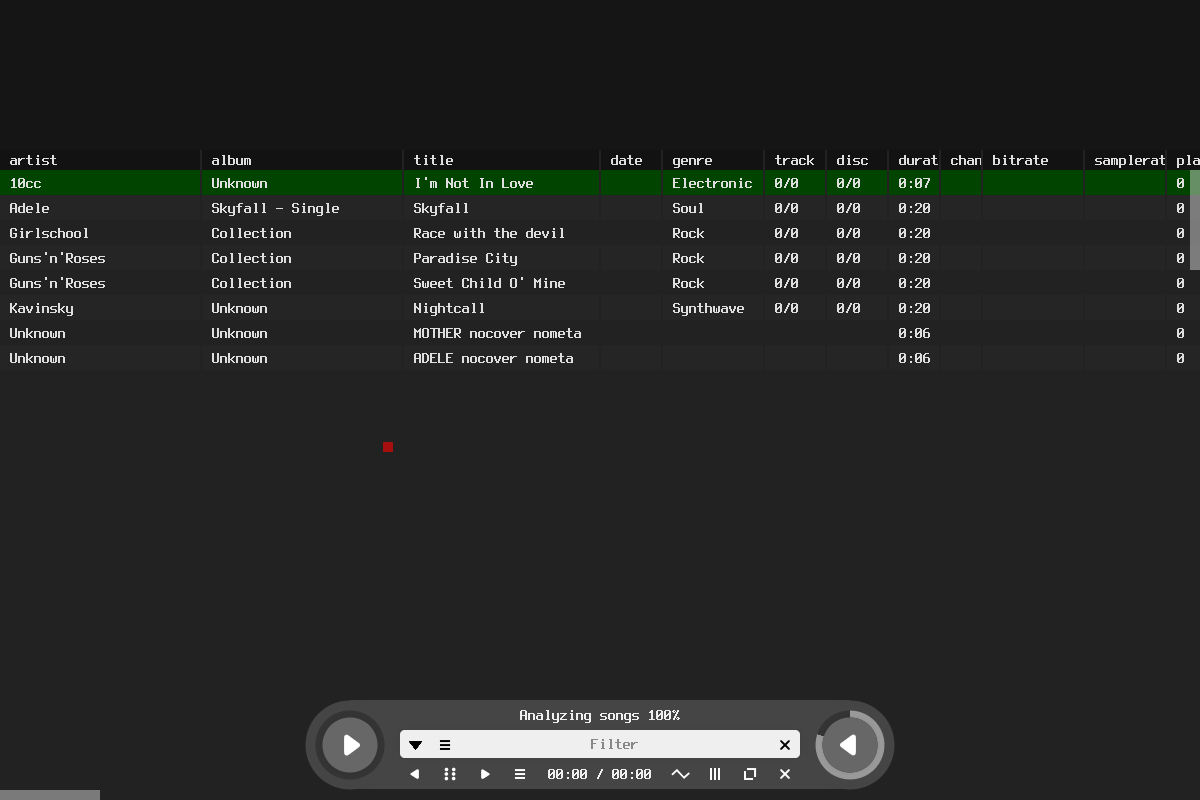 artist album title date genre track disc durat chan bitrate samplerat pla
10cc Unknown I'm Not In Love Electronic 0/0 0/0 0:07 0
Adele Skyfall - Single Skyfall Soul 0/0 0/0 0:20 0
Girlschool Collection Race with the devil Rock 0/0 0/0 0:20 0
Guns'n'Roses Collection Paradise City Rock 0/0 0/0 0:20 0
Guns'n'Roses Collection Sweet Child O' Mine Rock 0/0 0/0 0:20 0
Kavinsky Unknown Nightcall Synthwave 0/0 0/0 0:20 0
Unknown Unknown MOTHER nocover nometa 0:06 0
Unknown Unknown ADELE nocover nometa 0:06 0
Analyzing songs 100%
Filter
00:00 / 00:00